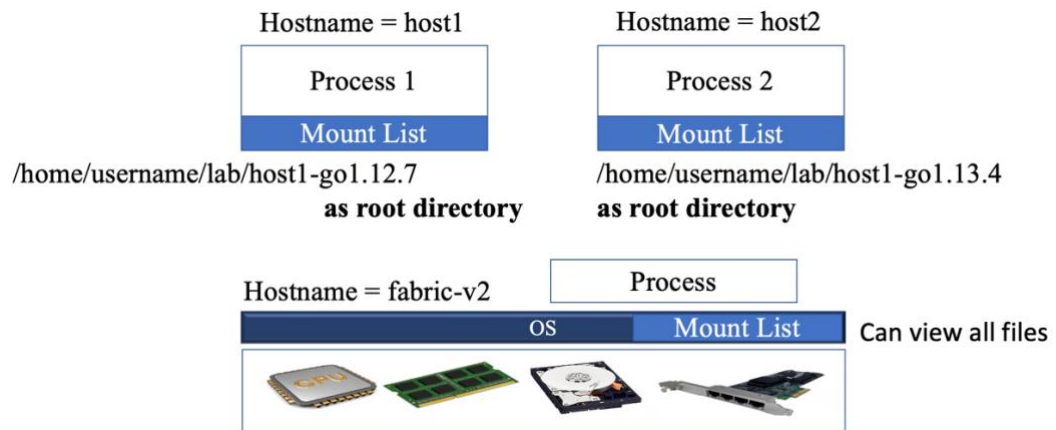 Hostname = host1
Hostname = host2
Process 1
Process 2
Mount List
Mount List
/home/username/lab/host1-go1.12.7
/home/username/lab/host1-go1.13.4
as root directory
as root directory
Process
Hostname = fabric-v2
OS
Mount List
Can view all files
CPU